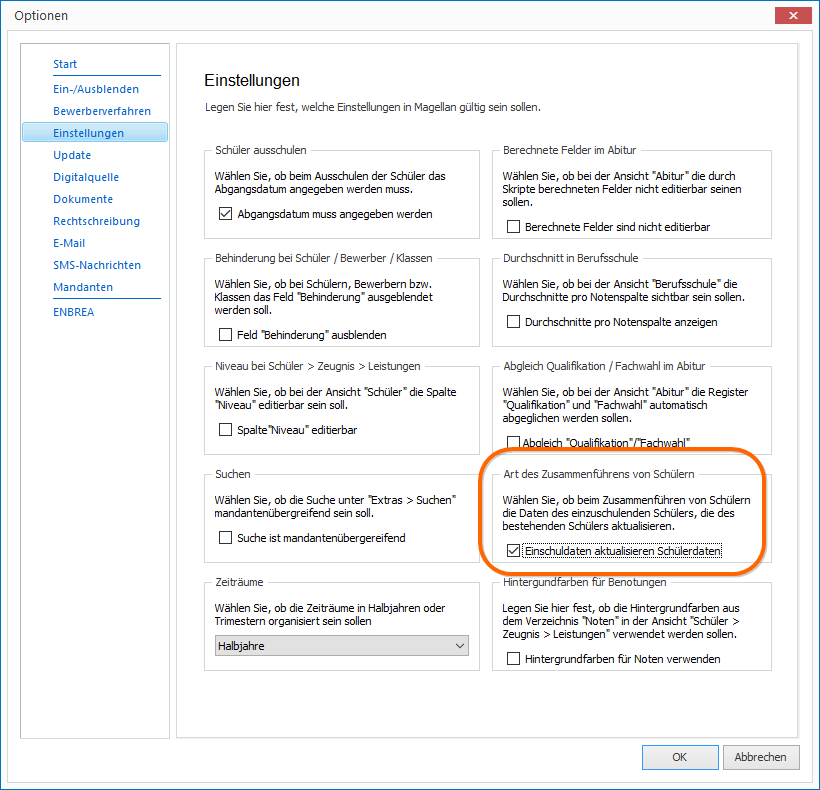 Optionen
Start
Ein-/Ausblenden
Bewerberverfahren
Einstellungen
Update
Digitalquelle
Dokumente
Rechtschreibung
E-Mail
SMS-Nachrichten
Mandanten
ENBREA
Einstellungen
Legen Sie hier fest, welche Einstellungen in Magellan gültig sein sollen.
Schüler ausschulen
Wählen Sie, ob beim Ausschulen der Schüler das
Abgangsdatum angegeben werden muss.
Abgangsdatum muss angegeben werden
Berechnete Felder im Abitur
Wählen Sie, ob bei der Ansicht "Abitur" die durch
Skripte berechneten Felder nicht editierbar seinen
sollen.
Berechnete Felder sind nicht editierbar
Behinderung bei Schüler / Bewerber / Klassen
Wählen Sie, ob bei Schülern, Bewerbern bzw.
Klassen das Feld "Behinderung" ausgeblendet
werden soll.
Feld "Behinderung" ausblenden
Durchschnitt in Berufsschule
Wählen Sie, ob bei der Ansicht "Berufsschule" die
Durchschnitte pro Notenspalte sichtbar sein sollen.
Durchschnitte pro Notenspalte anzeigen
Niveau bei Schüler > Zeugnis > Leistungen
Wählen Sie, ob bei der Ansicht "Schüler" die Spalte
"Niveau" editierbar sein soll.
Spalte"Niveau" editierbar
Abgleich Qualifikation / Fachwahl im Abitur
Wählen Sie, ob bei der Ansicht "Abitur" die Register
"Qualifikation" und "Fachwahl" automatisch
abgeglichen werden sollen.
Abgleich "Qualifikation"/"Fachwahl"
Suchen
Wählen Sie, ob die Suche unter "Extras > Suchen"
mandantenübergreifend sein soll.
Suche ist mandantenübergereifend
Art des Zusammenführens von Schülern
Wählen Sie, ob beim Zusammenführen von Schülern
die Daten des einzuschulenden Schülers, die des
bestehenden Schülers aktualisieren.
Einschuldaten aktualisieren Schülerdaten
Zeiträume
Wählen Sie, ob die Zeiträume in Halbjahren oder
Trimestern organisiert sein sollen
Halbjahre
Hintergrundfarben für Benotungen
Legen Sie hier fest, ob die Hintergrundfarben aus
dem Verzeichnis "Noten" in der Ansicht "Schüler >
Zeugnis > Leistungen" verwendet werden sollen.
Hintergrundfarben für Noten verwenden
OK
Abbrechen